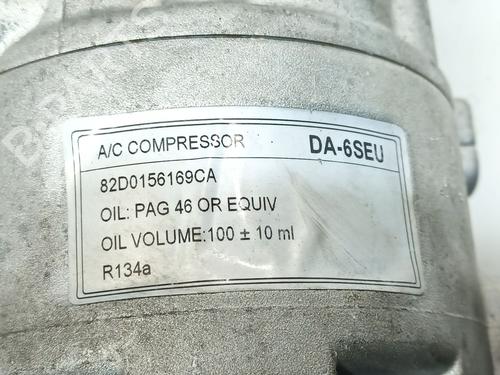 A/C COMPRESSOR DA-6SEU
82D0156169CA
OIL: PAG 46 OR EQUIV
OIL VOLUME:100 ± 10 ml
R134a